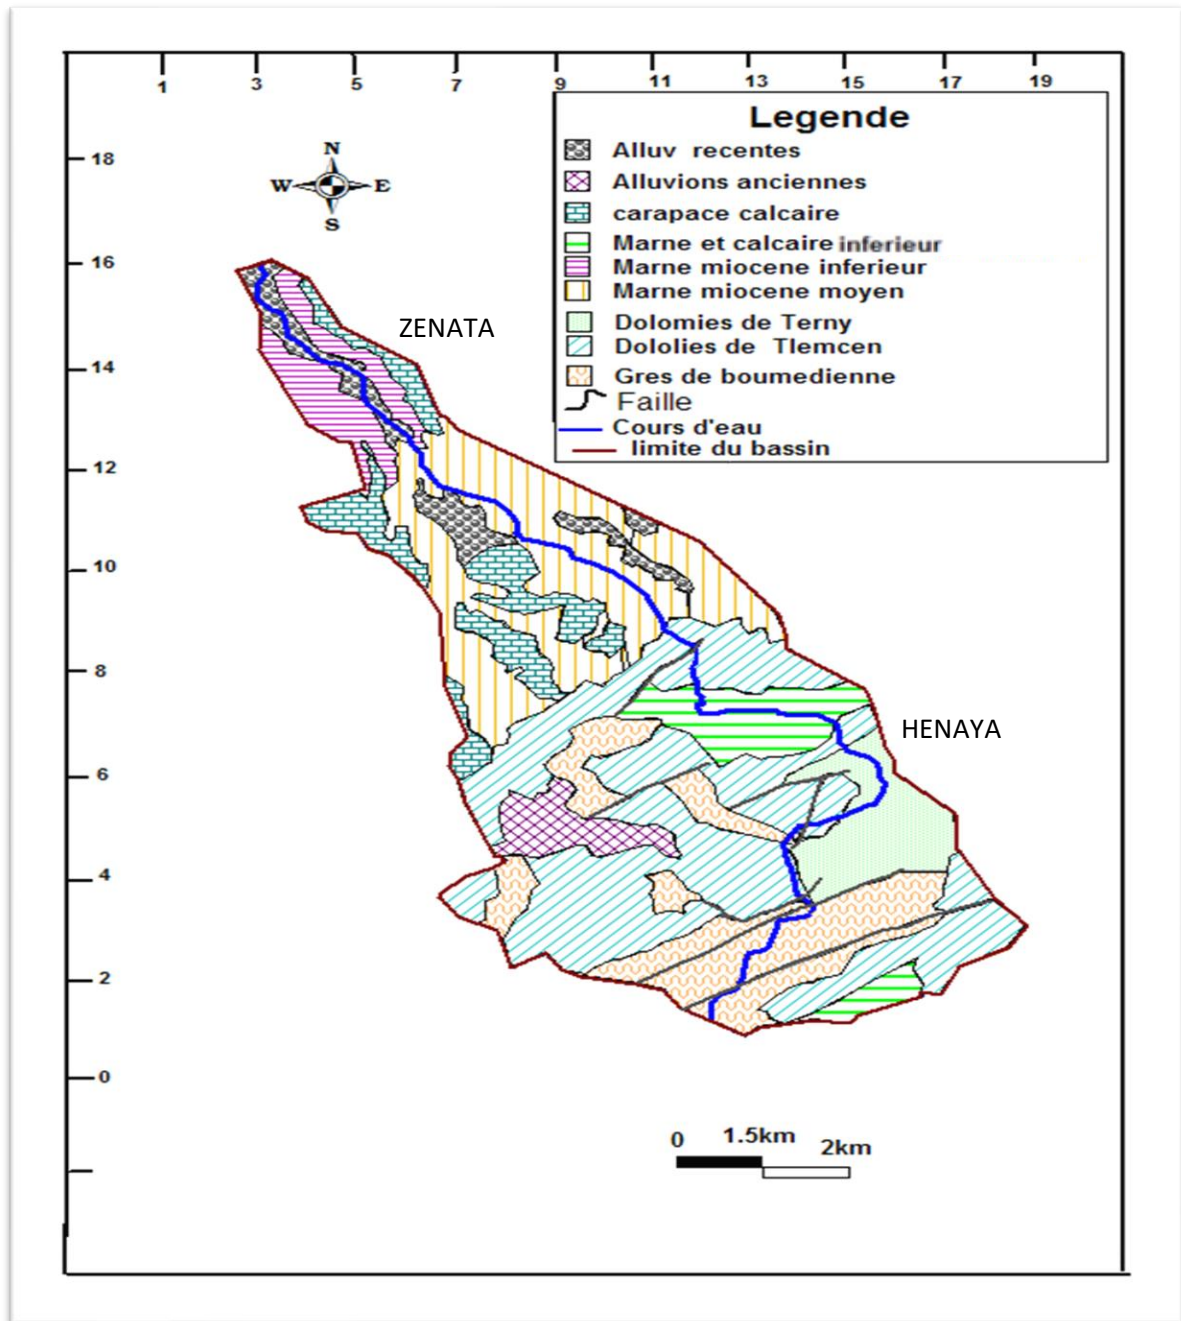 1 3 5 7 9 11 13 15 17 19
Legende
Alluv recentes
Alluvions anciennes
carapace calcaire
Marne et calcaire inferieur
Marne miocene inferieur
Marne miocene moyen
Dolomies de Terny
Dololies de Tlemcen
Gres de boumedienne
Faille
Cours d'eau
limite du bassin
N
W E
S
18
16
14
12
10
8
6
4
2
0
ZENATA
HENAYA
0 1.5km 2km